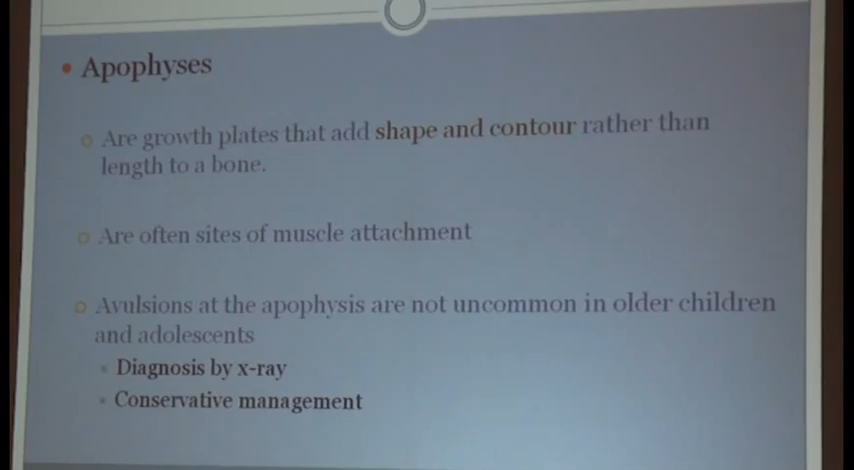 Apophyses
Are growth plates that add shape and contour rather than
length to a bone.
Are often sites of muscle attachment
Avulsions at the apophysis are not uncommon in older children
and adolescents
Diagnosis by x-ray
Conservative management